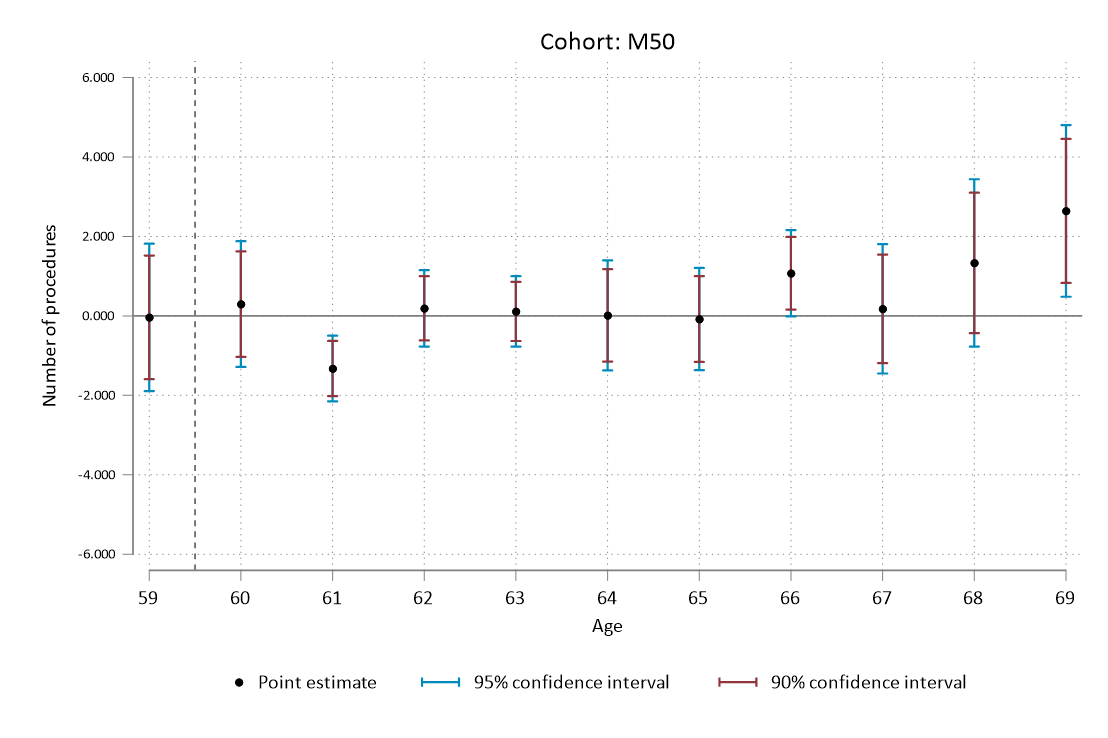 Cohort: M50
Number of procedures
6.000
4.000
2.000
0.000
-2.000
-4.000
-6.000
59 60 61 62 63 64 65 66 67 68 69
Age
Point estimate 95% confidence interval 90% confidence interval